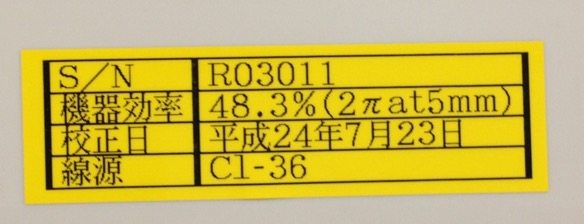 S/N R03011
機器効率 48.3%(2πat5mm)
校正日 平成24年7月23日
線源 Cl-36